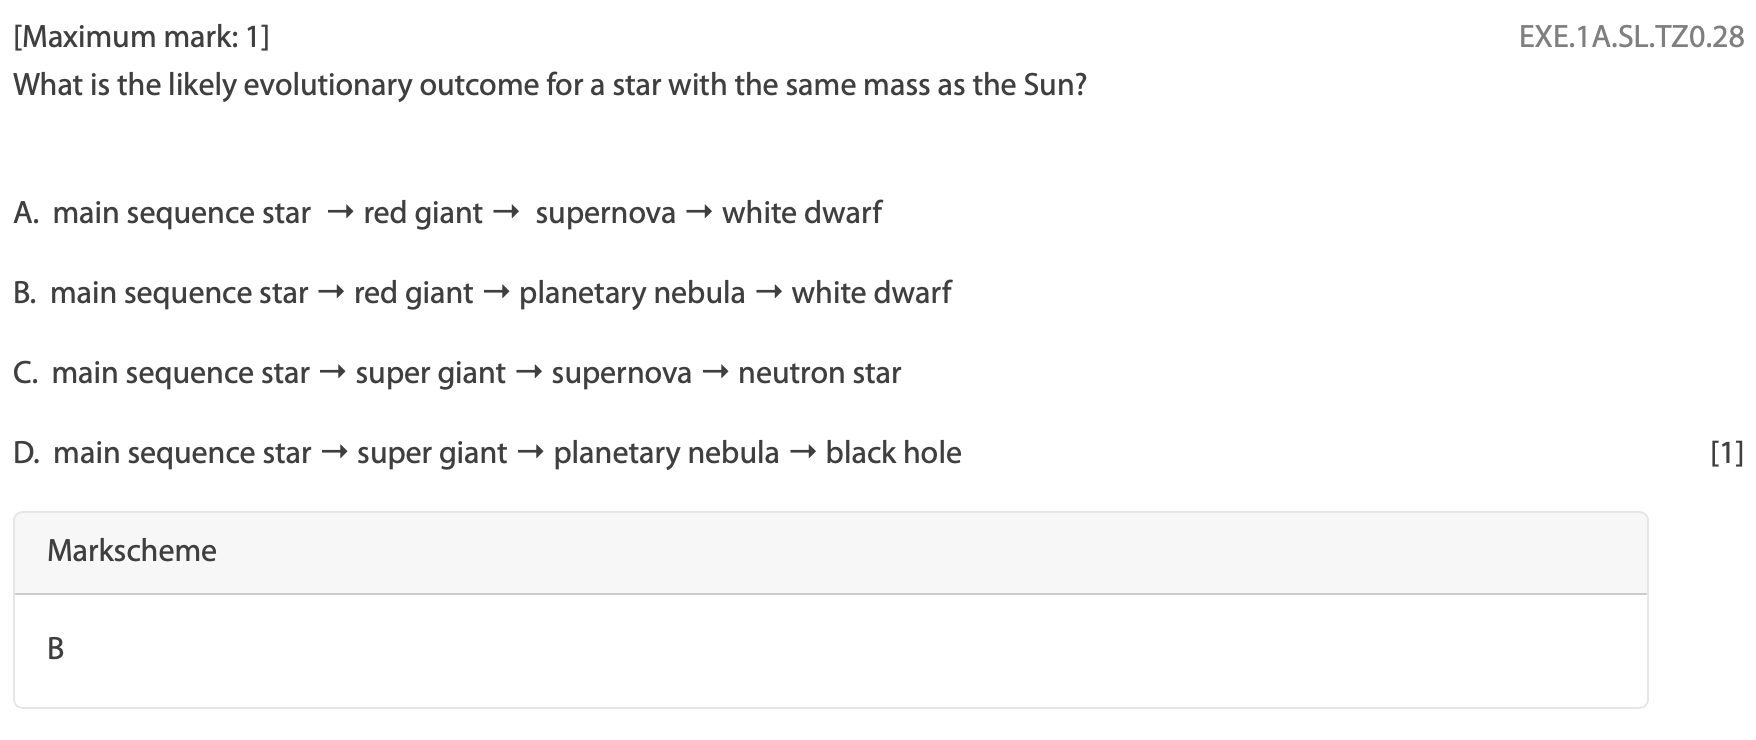 [Maximum mark: 1] EXE.1A.SL.TZ0.28
What is the likely evolutionary outcome for a star with the same mass as the Sun?
A. main sequence star → red giant → supernova → white dwarf
B. main sequence star → red giant → planetary nebula → white dwarf
C. main sequence star → super giant → supernova → neutron star
D. main sequence star → super giant → planetary nebula → black hole [1]
Markscheme
B